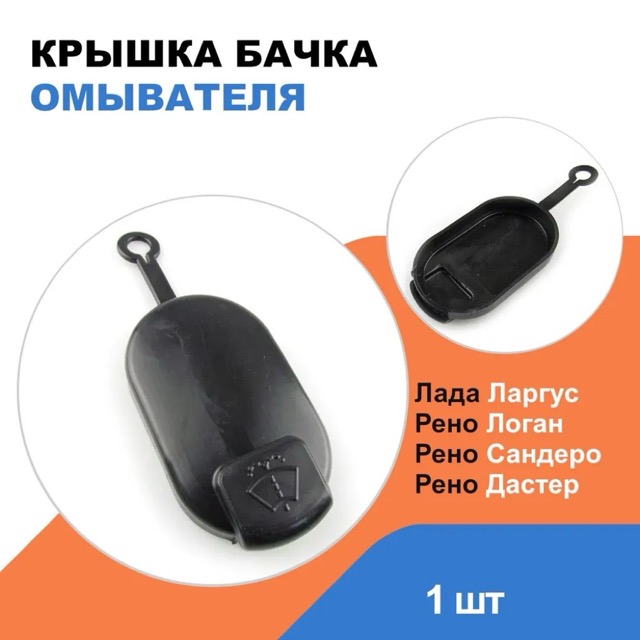 КРЫШКА БАЧКА
ОМЫВАТЕЛЯ
Лада Ларгус
Рено Логан
Рено Сандеро
Рено Дастер
1 шт